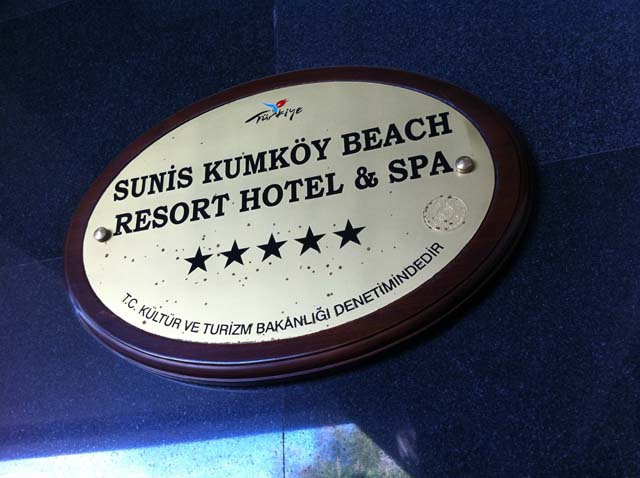 Türkiye
SUNİS KUMKÖY BEACH
RESORT HOTEL & SPA
T.C. KÜLTÜR VE TURİZM BAKANLIĞI DENETİMİNDEDİR